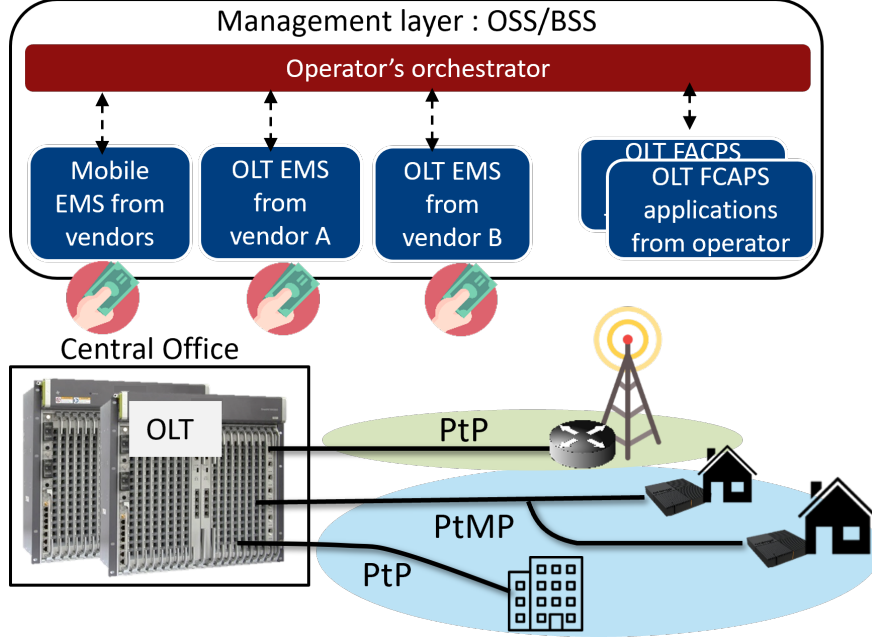 Management layer : OSS/BSS
Operator's orchestrator
Mobile
EMS from
vendors
OLT EMS
from
vendor A
OLT EMS
from
vendor B
OLT FACPS
OLT FCAPS
applications
from operator
Central Office
OLT
PtP
PtMP
PtP